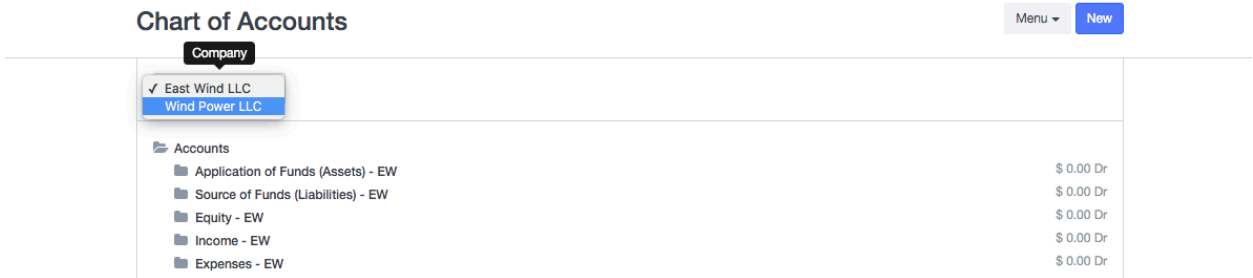 Chart of Accounts
Menu
New
Company
✓ East Wind LLC
Wind Power LLC
Accounts
Application of Funds (Assets) - EW $ 0.00 Dr
Source of Funds (Liabilities) - EW $ 0.00 Dr
Equity - EW $ 0.00 Dr
Income - EW $ 0.00 Dr
Expenses - EW $ 0.00 Dr